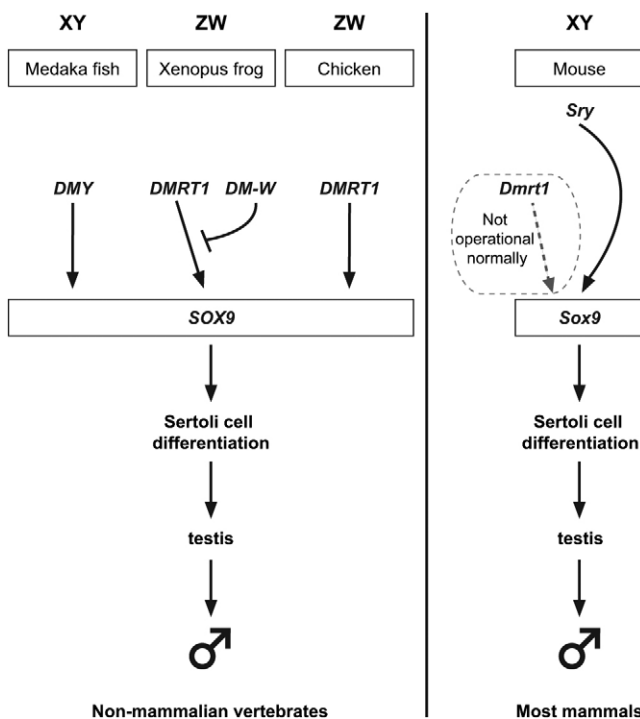 XY ZW ZW XY
Medaka fish Xenopus frog Chicken Mouse
Sry
DMY DMRT1 DM-W DMRT1 Dmrt1
Not
operational
normally
SOX9 Sox9
Sertoli cell Sertoli cell
differentiation differentiation
testis testis
Non-mammalian vertebrates Most mammals